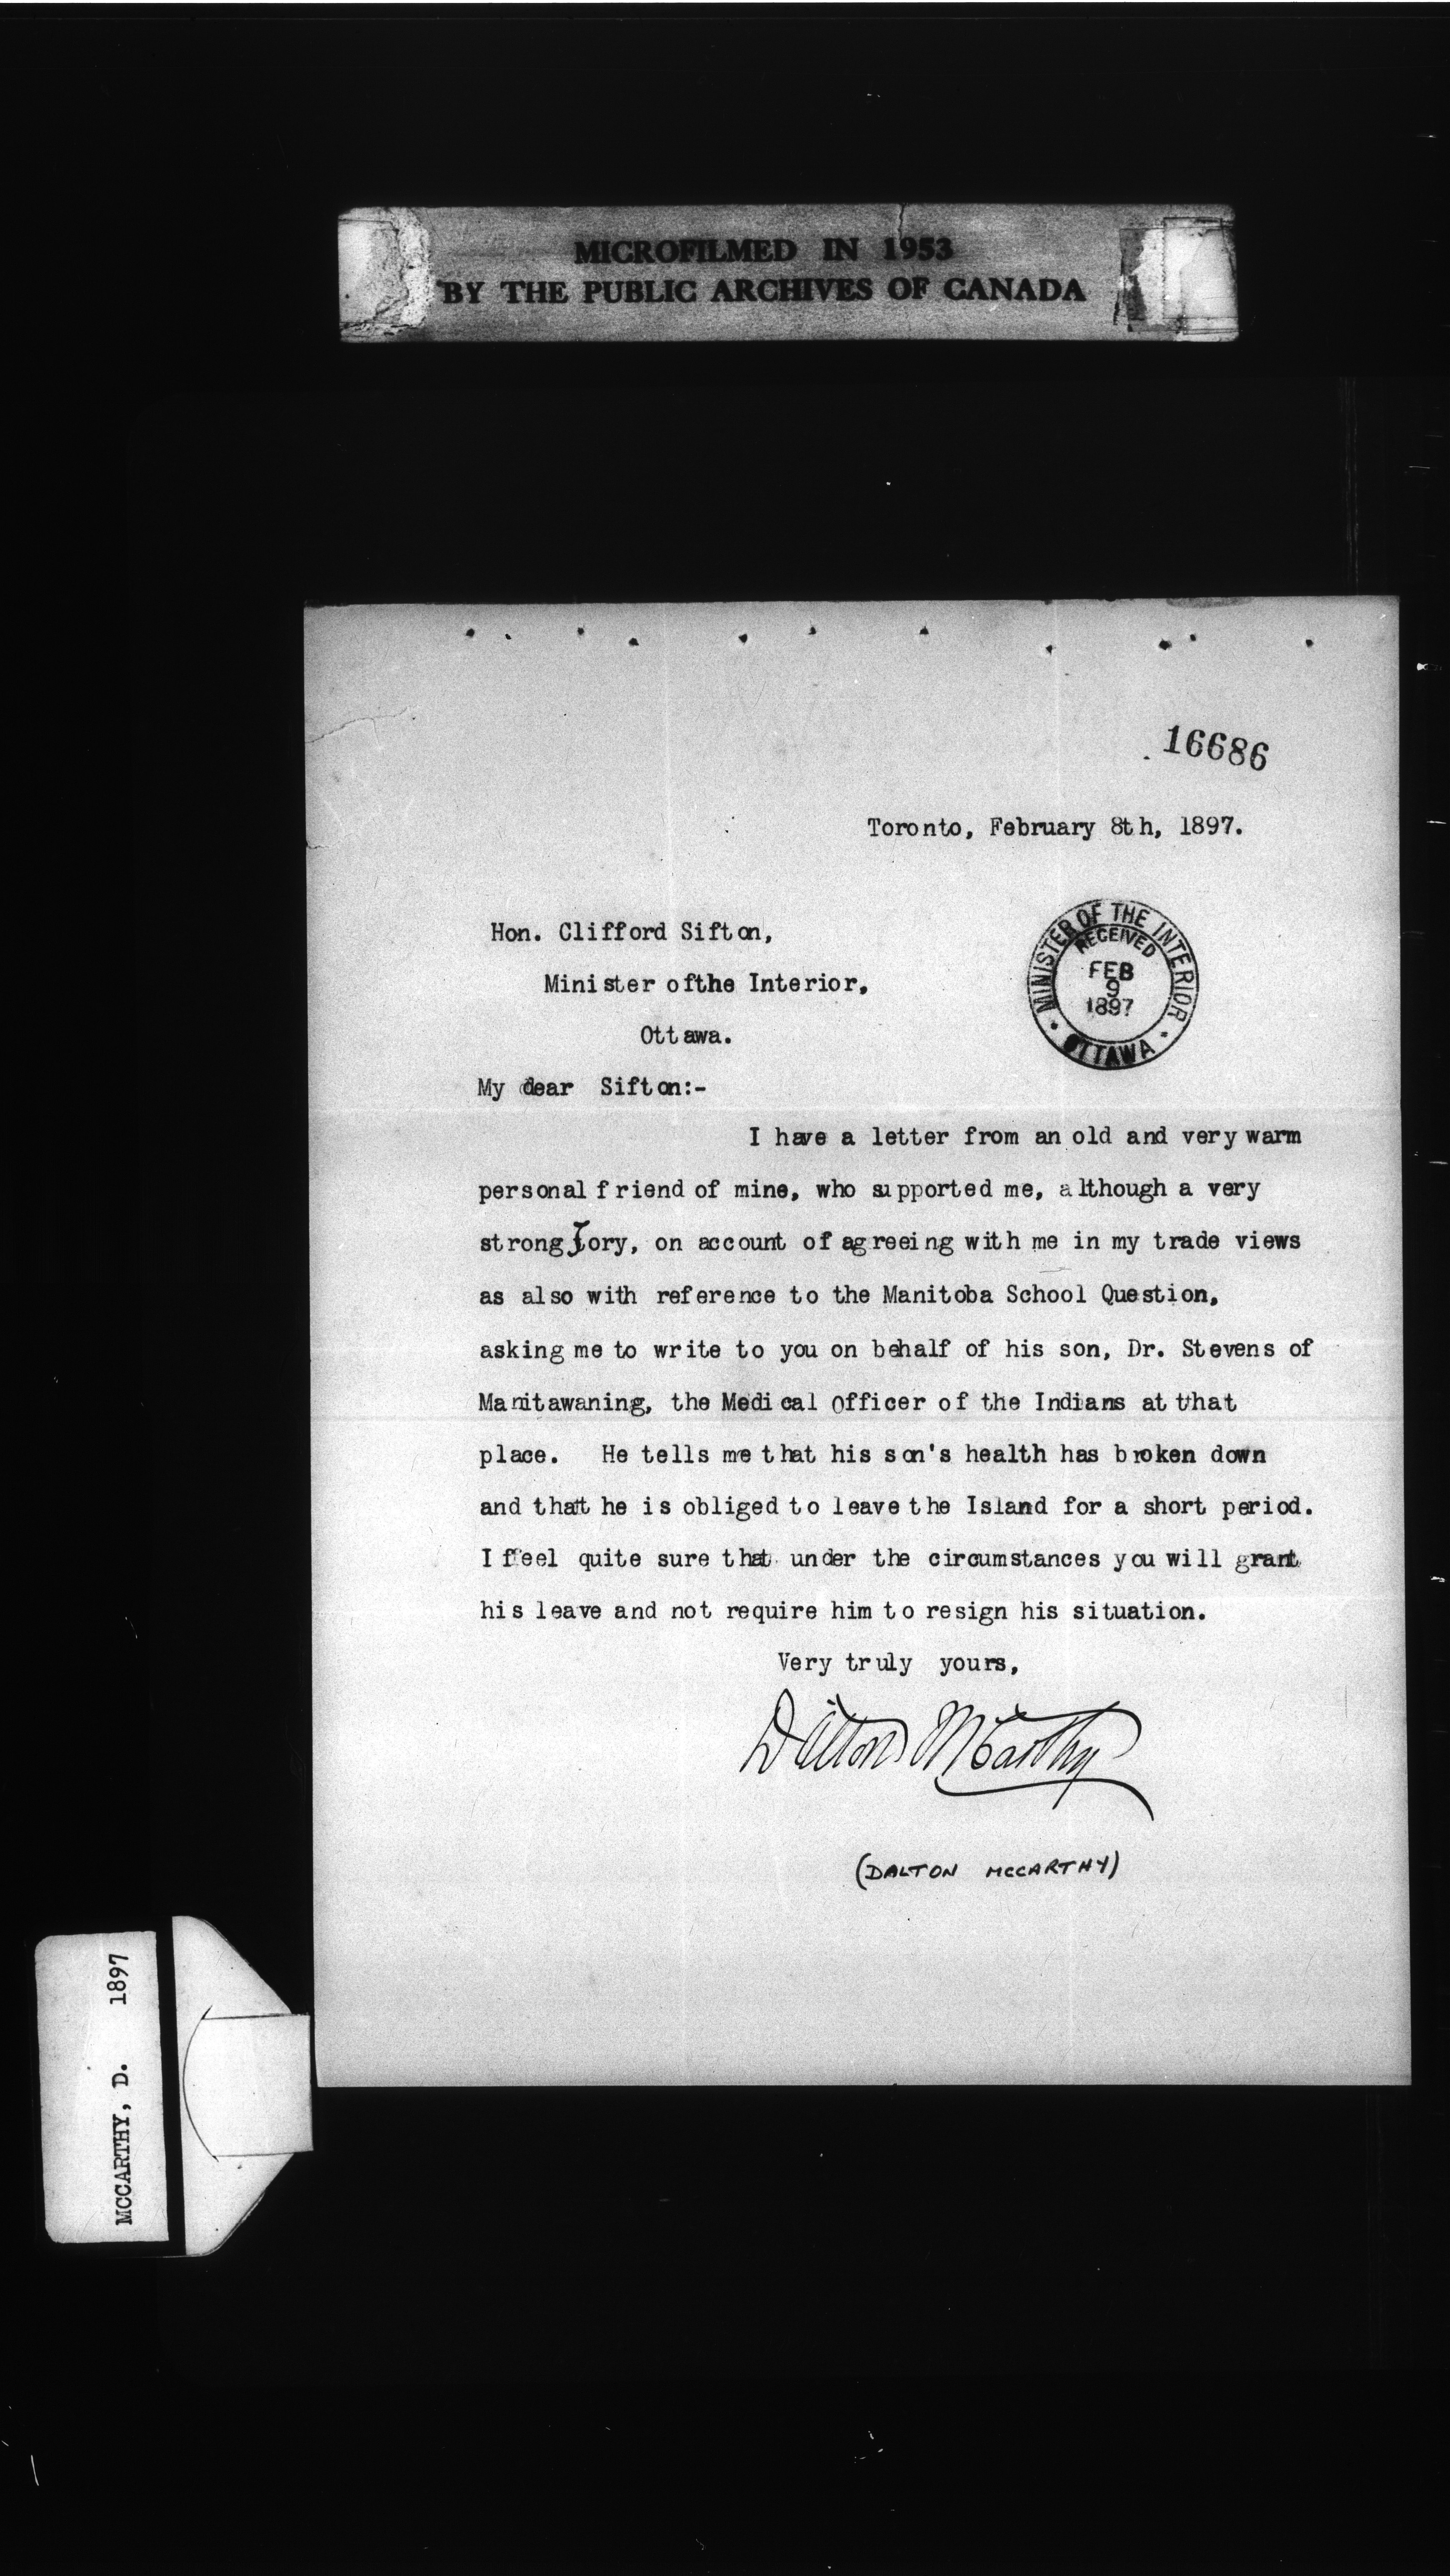 MICROFILMED IN 1953
BY THE PUBLIC ARCHIVES OF CANADA
16686
Toronto, February 8th, 1897.
Hon. Clifford Sifton,
Minister ofthe Interior,
Ottawa.
MINISTER OF THE INTERIOR
RECEIVED
FEB
9
1897
OTTAWA
My dear Sifton:-
I have a letter from an old and very warm
personal friend of mine, who supported me, although a very
strong Tory, on account of agreeing with me in my trade views
as also with reference to the Manitoba School Question,
asking me to write to you on behalf of his son, Dr. Stevens of
Manitawaning, the Medical Officer of the Indians at that
place. He tells me that his son's health has broken down
and that he is obliged to leave the Island for a short period.
I feel quite sure that under the circumstances you will grant
his leave and not require him to resign his situation.
Very truly yours,
Dalton McCarthy
(DALTON MCCARTHY)
MCCARTHY, D. 1897